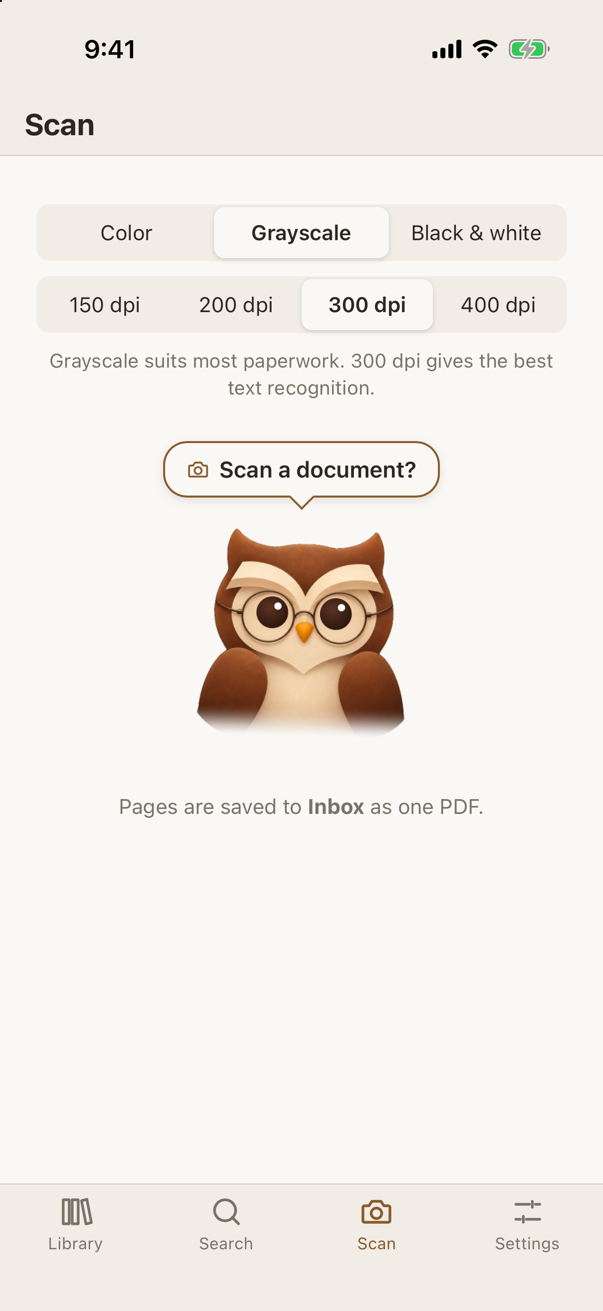 9:41
Scan
Color Grayscale Black & white
150 dpi 200 dpi 300 dpi 400 dpi
Grayscale suits most paperwork. 300 dpi gives the best
text recognition.
Scan a document?
Pages are saved to Inbox as one PDF.
Library Search Scan Settings